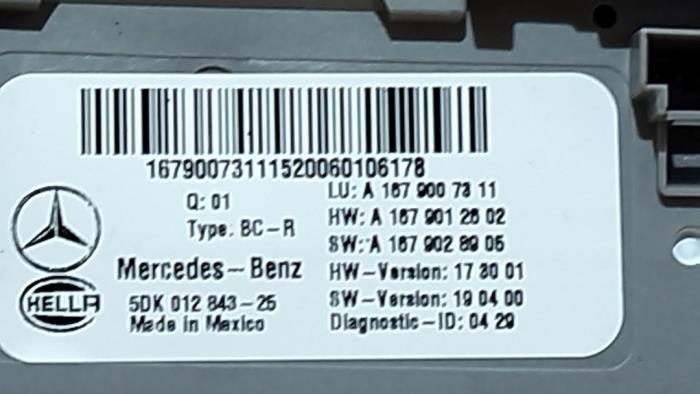 16790073111520060106178
Q: 01
Type. BC-R
Mercedes-Benz
HELLA
5DK 012 843-25
Made in Mexico
LU: A 167 900 73 11
HW: A 167 901 26 02
SW: A 167 902 89 05
HW-Version: 17 30 01
SW-Version: 19 04 00
Diagnostic-ID: 04 29